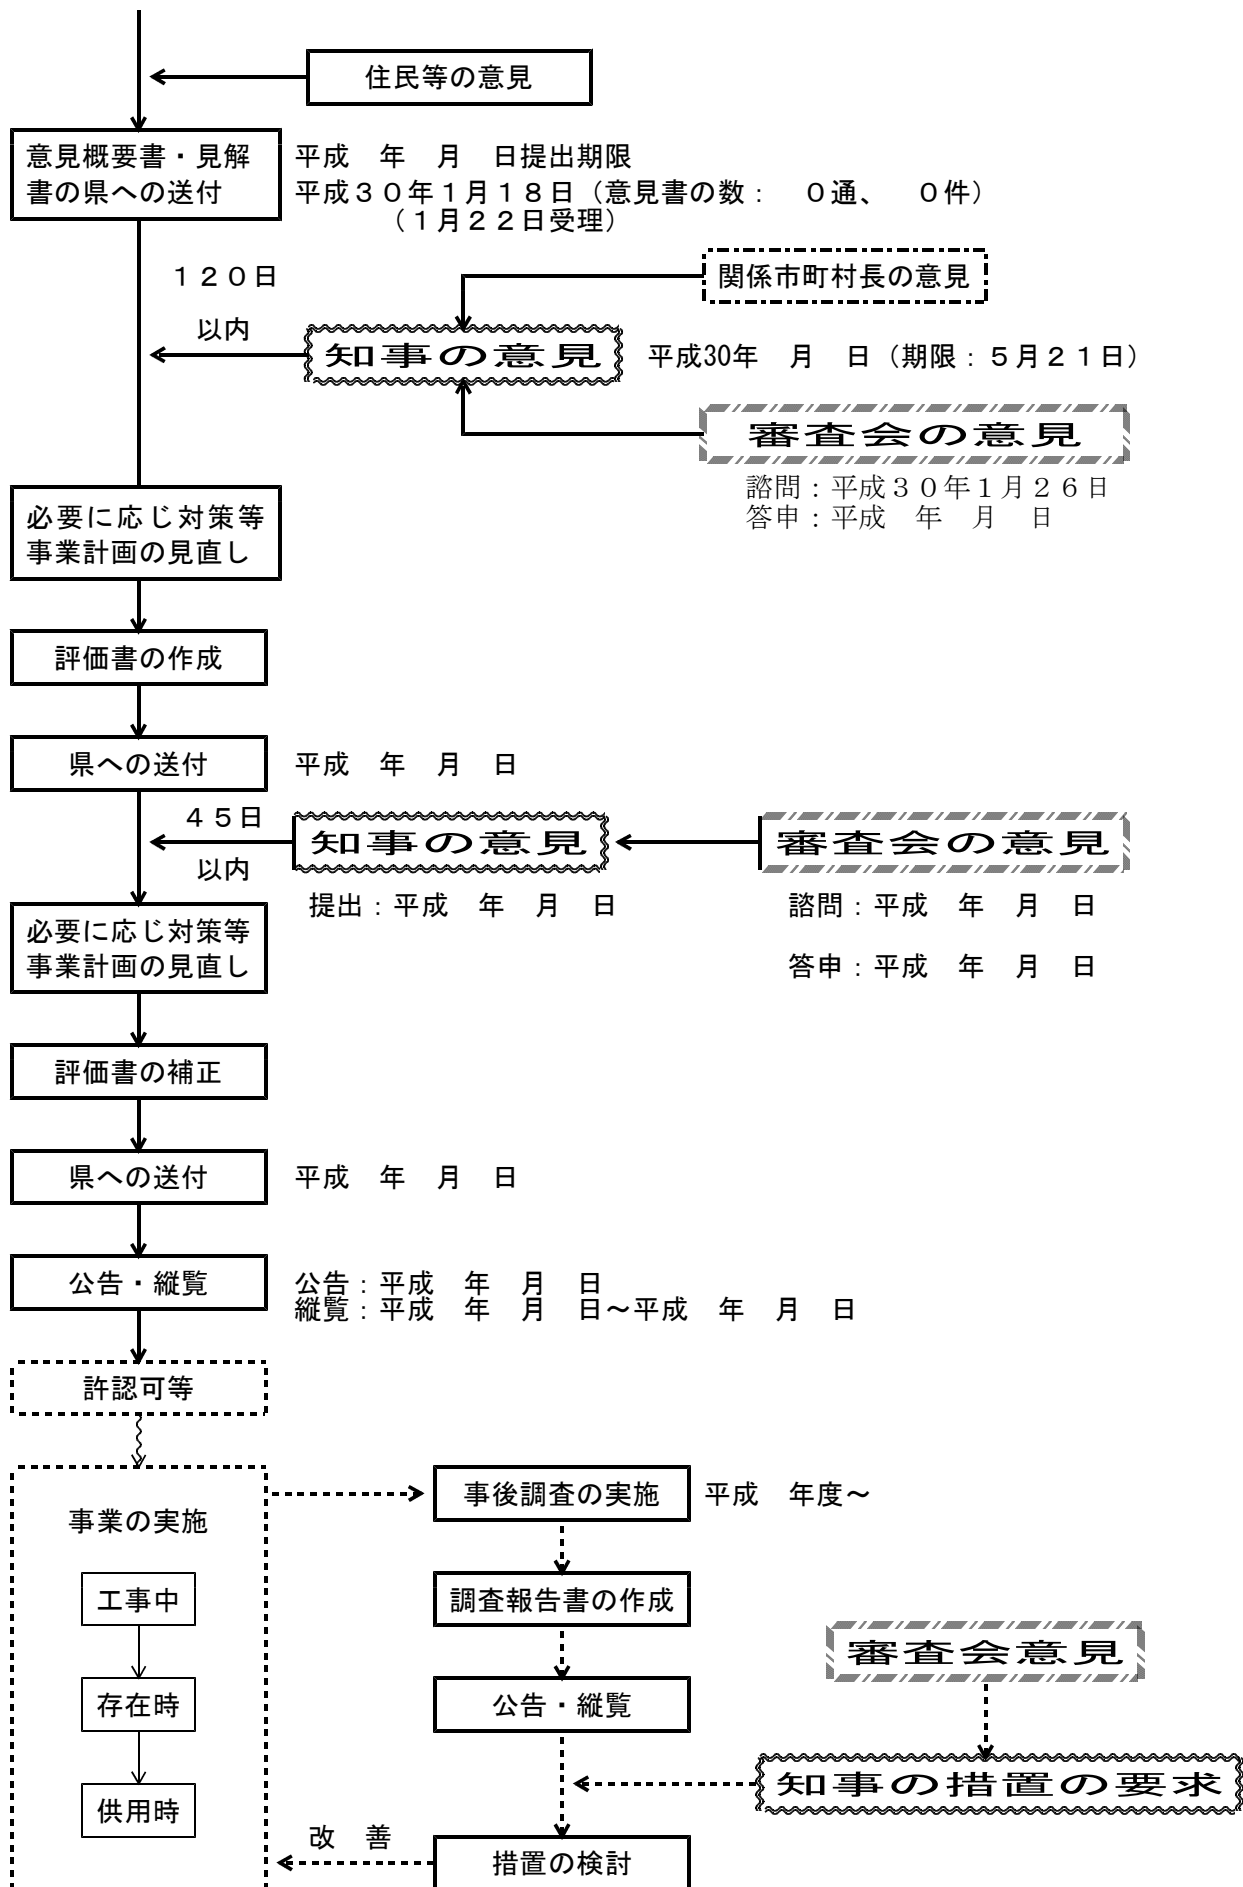 住民等の意見
意見概要書・見解
書の県への送付
平成　年　月　日提出期限
平成３０年１月１８日（意見書の数：　０通、　０件）
（１月２２日受理）
１２０日
以内
関係市町村長の意見
知事の意見
平成30年　月　日（期限：５月２１日）
審査会の意見
諮問：平成３０年１月２６日
答申：平成　年　月　日
必要に応じ対策等
事業計画の見直し
評価書の作成
県への送付
平成　年　月　日
４５日
以内
知事の意見
審査会の意見
提出：平成　年　月　日
諮問：平成　年　月　日
答申：平成　年　月　日
必要に応じ対策等
事業計画の見直し
評価書の補正
県への送付
平成　年　月　日
公告・縦覧
公告：平成　年　月　日
縦覧：平成　年　月　日～平成　年　月　日
許認可等
事業の実施
工事中
存在時
供用時
事後調査の実施
平成　年度～
調査報告書の作成
審査会意見
公告・縦覧
知事の措置の要求
改　善
措置の検討